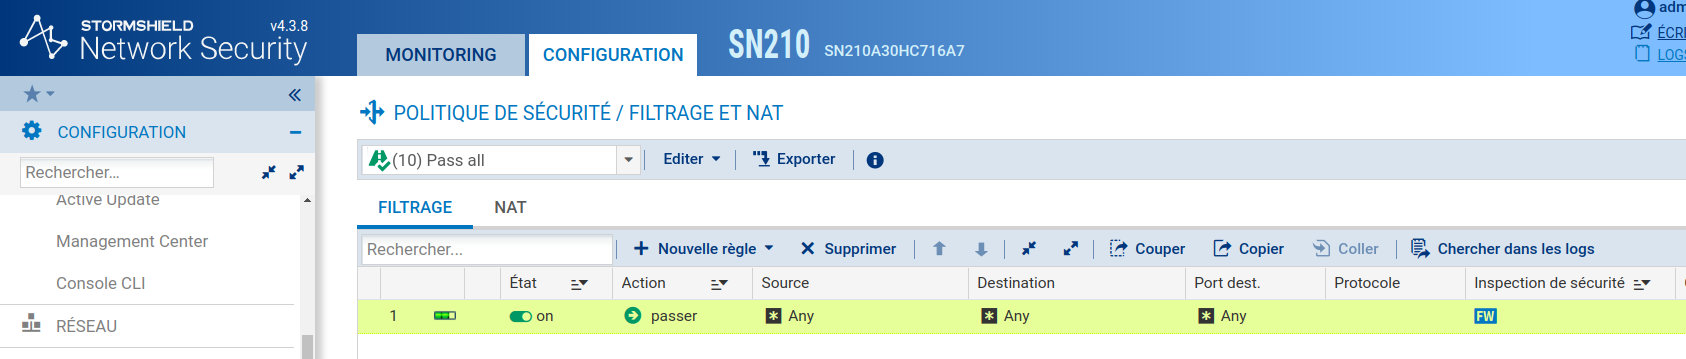 STORMSHIELD
Network Security
v4.3.8
MONITORING
CONFIGURATION
SN210 SN210A30HC716A7
adm
ÉCRI
LOGS
CONFIGURATION
Rechercher...
Active Update
Management Center
Console CLI
RÉSEAU
POLITIQUE DE SÉCURITÉ / FILTRAGE ET NAT
(10) Pass all Editer Exporter
FILTRAGE NAT
Rechercher... Nouvelle règle Supprimer Couper Copier Coller Chercher dans les logs
État Action Source Destination Port dest. Protocole Inspection de sécurité
1 on passer Any Any Any FW